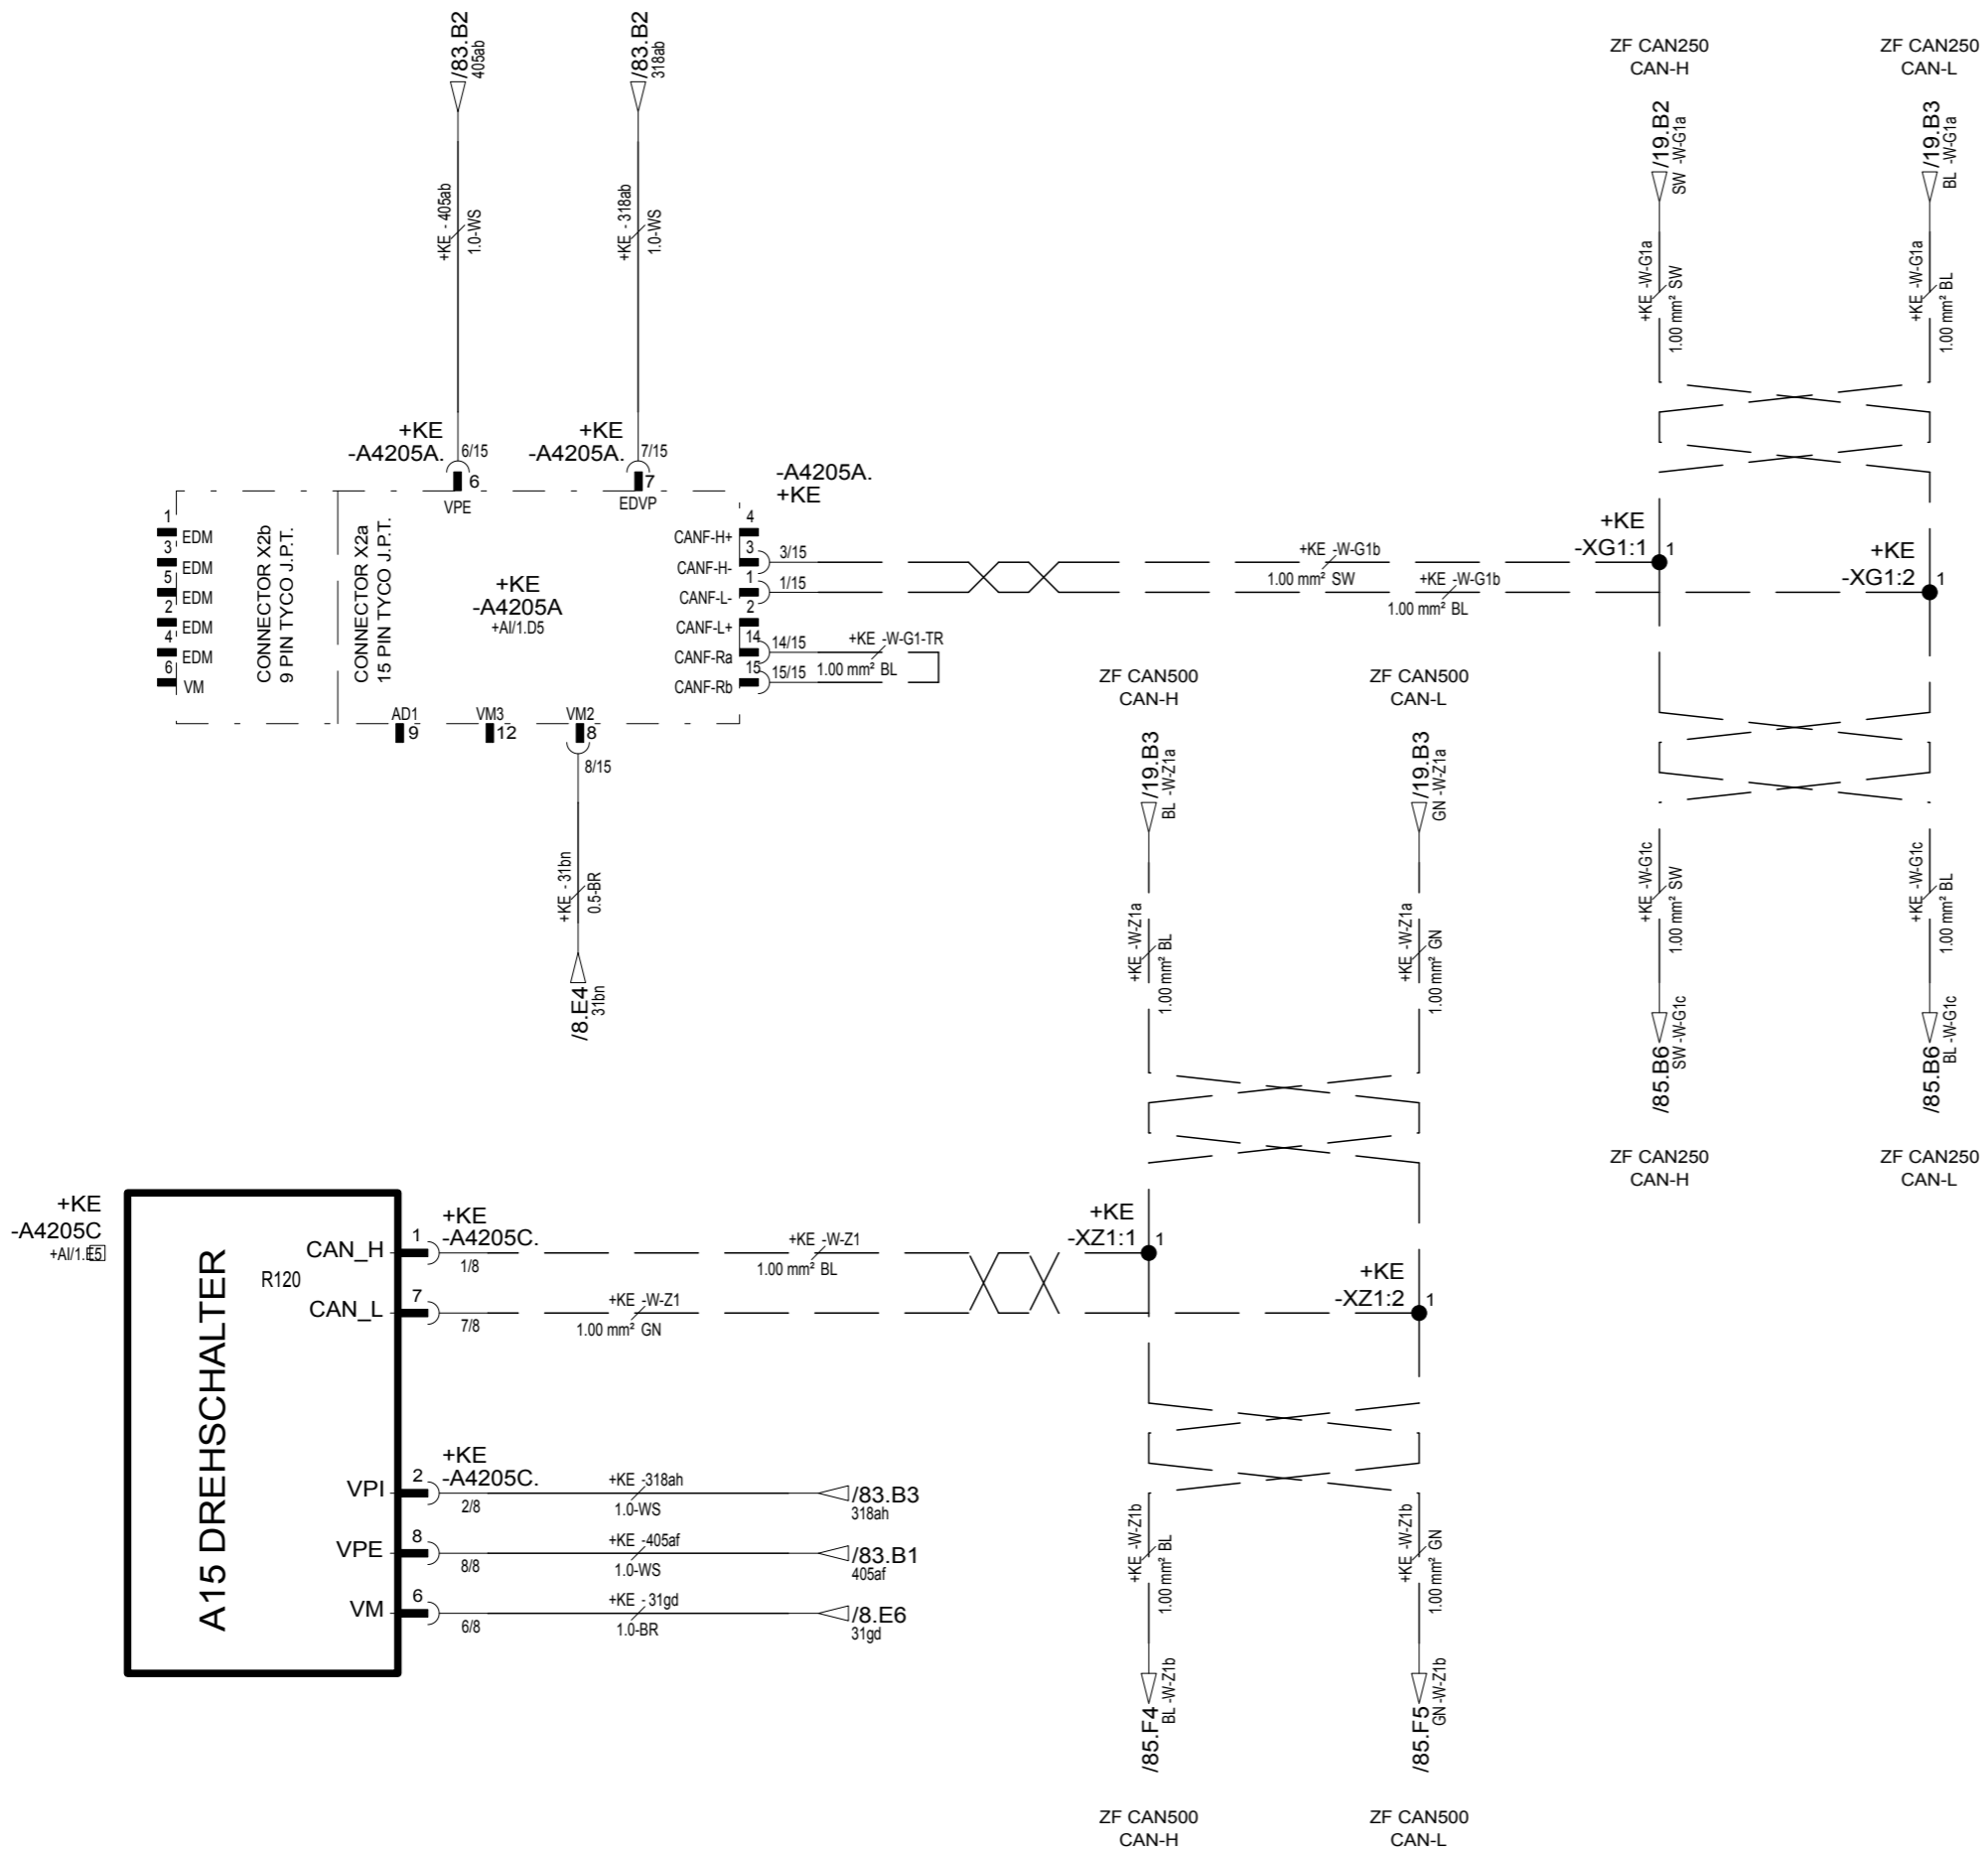 /83.B2
405ab
/83.B2
318ab
ZF CAN250
CAN-H
ZF CAN250
CAN-L
/19.B2
SW -W-G1a
/19.B3
BL -W-G1a
+KE - 405ab
1.0-WS
+KE - 318ab
1.0-WS
+KE -W-G1a
1.00 mm² SW
+KE -W-G1a
1.00 mm² BL
+KE
-A4205A.
6/15
6
VPE
+KE
-A4205A.
7/15
7
EDVP
-A4205A.
+KE
1
EDM
3
EDM
5
EDM
2
EDM
4
EDM
6
VM
CONNECTOR X2b
9 PIN TYCO J.P.T.
CONNECTOR X2a
15 PIN TYCO J.P.T.
+KE
-A4205A
+AI/1.D5
CANF-H+
4
CANF-H-
3
3/15
CANF-L-
1
1/15
CANF-L+
2
CANF-Ra
14
14/15
CANF-Rb
15
15/15
+KE -W-G1-TR
1.00 mm² BL
+KE -W-G1b
1.00 mm² SW
+KE -W-G1b
1.00 mm² BL
+KE
-XG1:1
1
+KE
-XG1:2
1
AD1
9
VM3
12
VM2
8
8/15
+KE - 31bn
0.5-BR
/8.E4
31bn
ZF CAN500
CAN-H
ZF CAN500
CAN-L
/19.B3
BL -W-Z1a
/19.B3
GN -W-Z1a
+KE -W-Z1a
1.00 mm² BL
+KE -W-Z1a
1.00 mm² GN
+KE -W-G1c
1.00 mm² SW
+KE -W-G1c
1.00 mm² BL
/85.B6
SW -W-G1c
/85.B6
BL -W-G1c
ZF CAN250
CAN-H
ZF CAN250
CAN-L
+KE
-A4205C
+AI/1.E5
A15 DREHSCHALTER
R120
CAN_H
1
+KE
-A4205C.
1/8
+KE -W-Z1
1.00 mm² BL
CAN_L
7
7/8
+KE -W-Z1
1.00 mm² GN
+KE
-XZ1:1
1
+KE
-XZ1:2
1
VPI
2
+KE
-A4205C.
2/8
+KE -318ah
1.0-WS
/83.B3
318ah
VPE
8
8/8
+KE -405af
1.0-WS
/83.B1
405af
VM
6
6/8
+KE - 31gd
1.0-BR
/8.E6
31gd
+KE -W-Z1b
1.00 mm² BL
+KE -W-Z1b
1.00 mm² GN
/85.F4
BL -W-Z1b
/85.F5
GN -W-Z1b
ZF CAN500
CAN-H
ZF CAN500
CAN-L